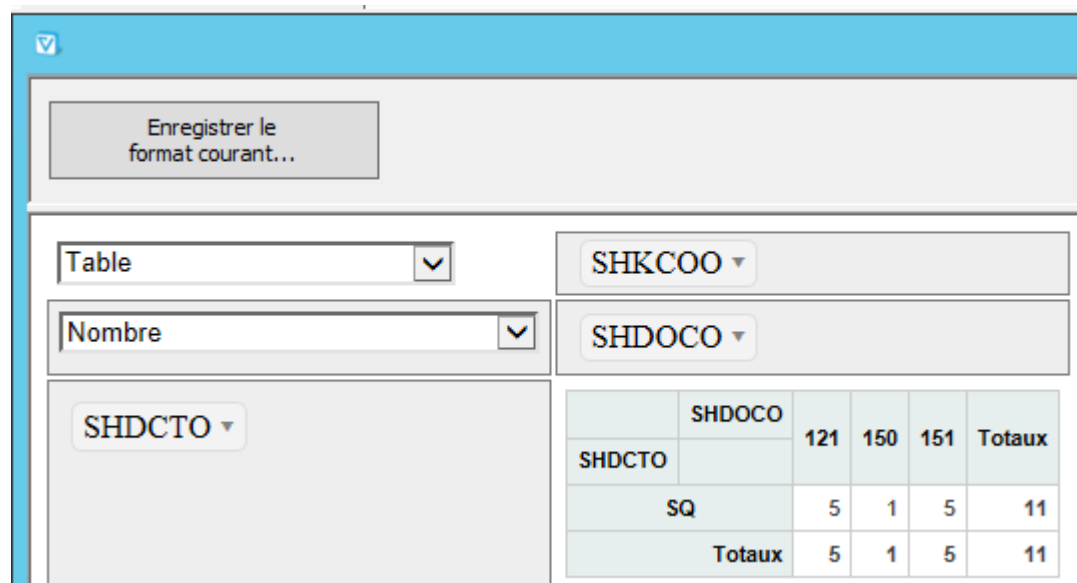 Enregistrer le
format courant...
Table
SHKCOO
Nombre
SHDOCO
SHDCTO
SHDOCO 121 150 151 Totaux
SHDCTO
SQ 5 1 5 11
Totaux 5 1 5 11